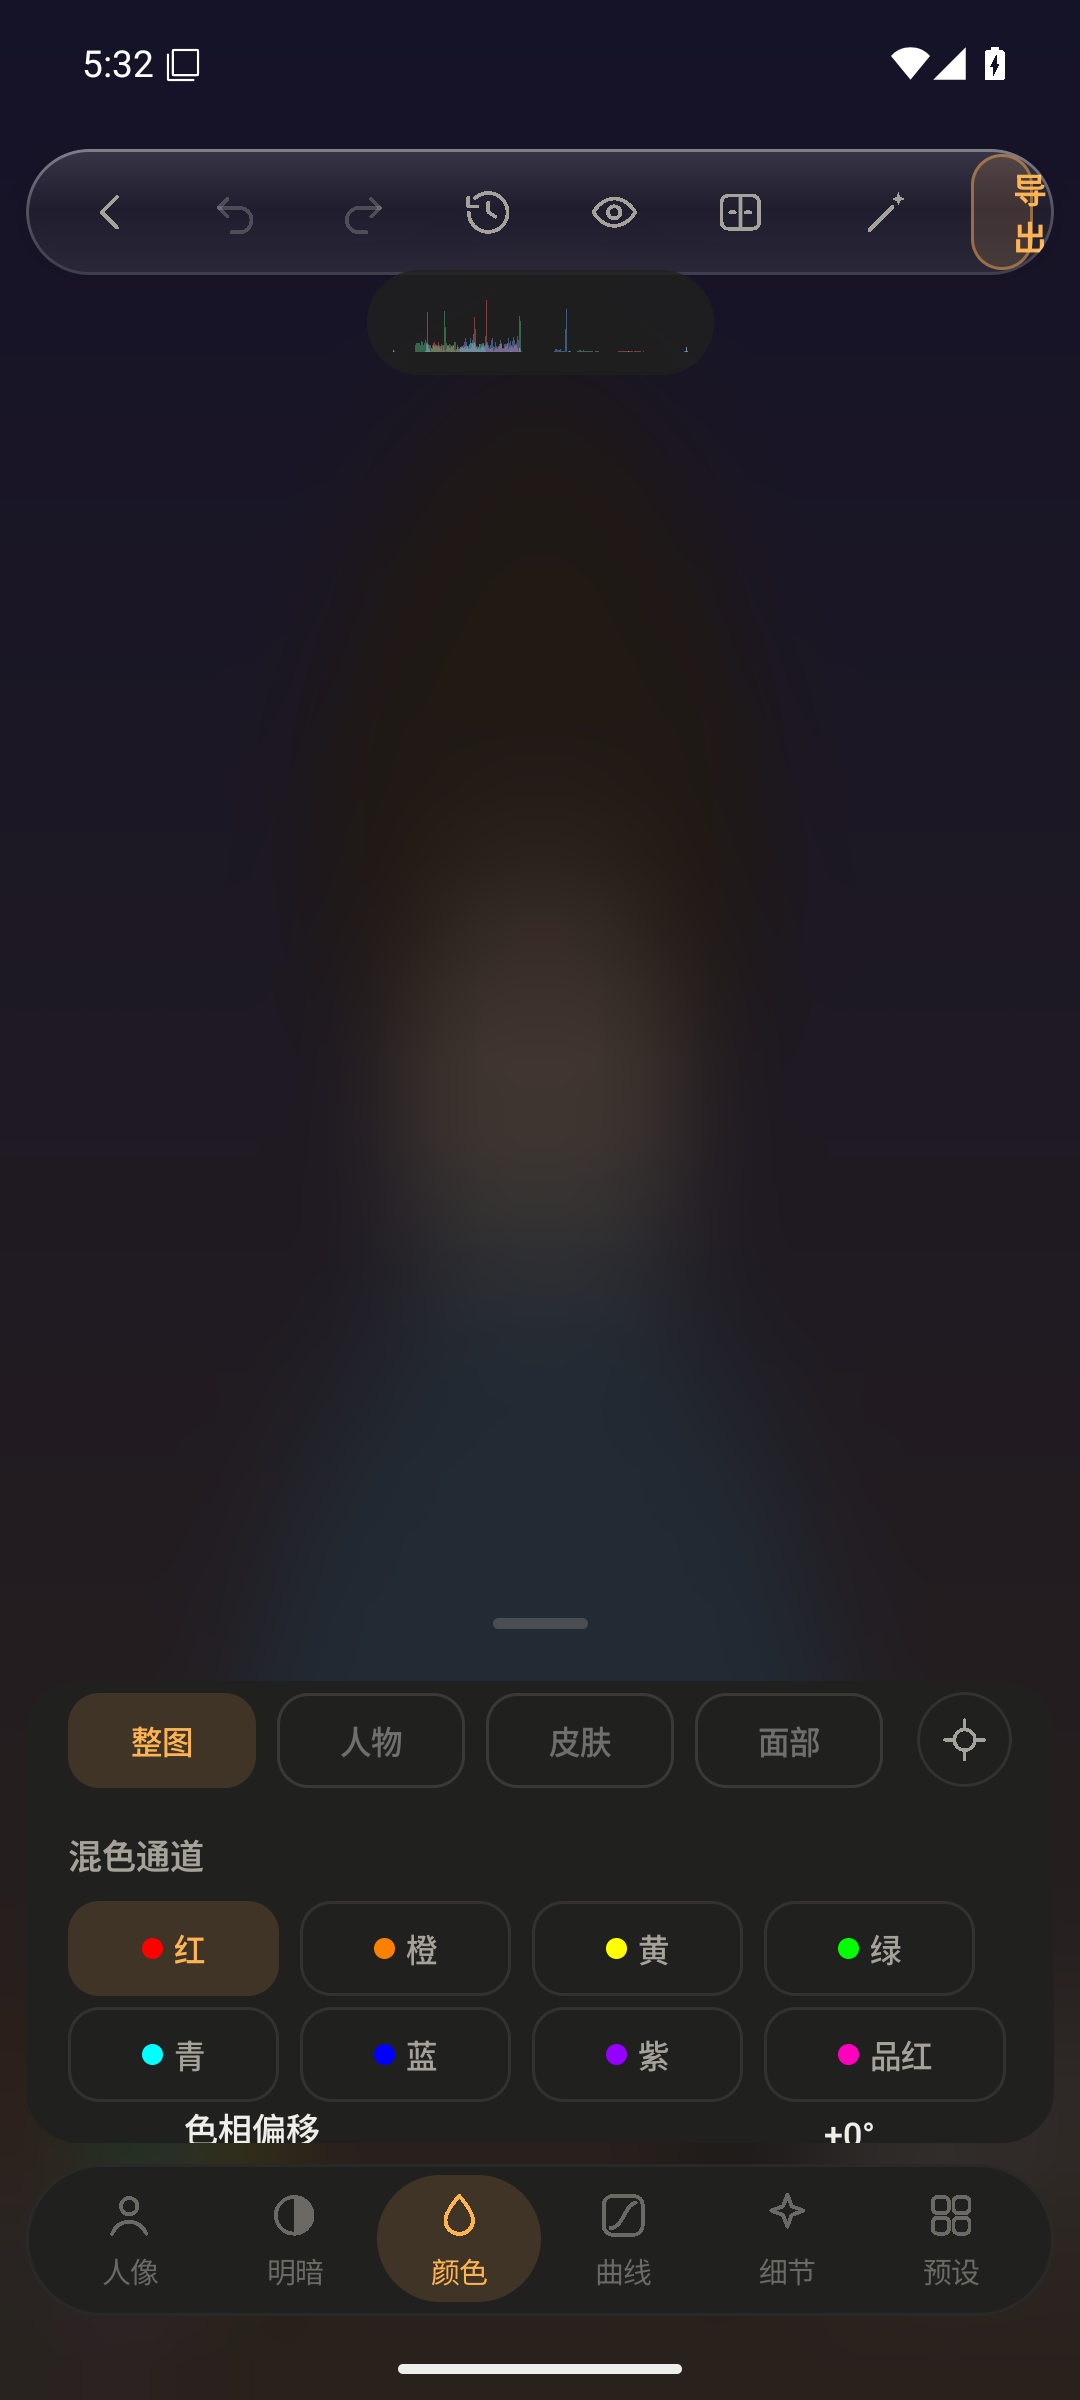 5:32
导
出
整图
人物
皮肤
面部
混色通道
红
橙
黄
绿
青
蓝
紫
品红
色相偏移
+0°
人像
明暗
颜色
曲线
细节
预设